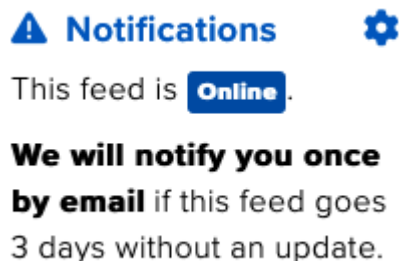 Notifications
This feed is Online.
We will notify you once
by email if this feed goes
3 days without an update.